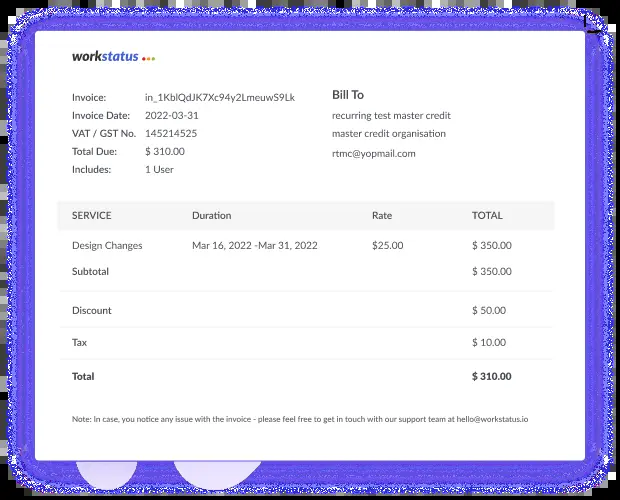 workstatus
Invoice: in_1KblQdJK7Xc94y2LmeuwS9Lk
Invoice Date: 2022-03-31
VAT / GST No. 145214525
Total Due: $ 310.00
Includes: 1 User
Bill To
recurring test master credit
master credit organisation
rtmc@yopmail.com
SERVICE Duration Rate TOTAL
Design Changes Mar 16, 2022 -Mar 31, 2022 $25.00 $ 350.00
Subtotal $ 350.00
Discount $ 50.00
Tax $ 10.00
Total $ 310.00
Note: In case, you notice any issue with the invoice - please feel free to get in touch with our support team at hello@workstatus.io